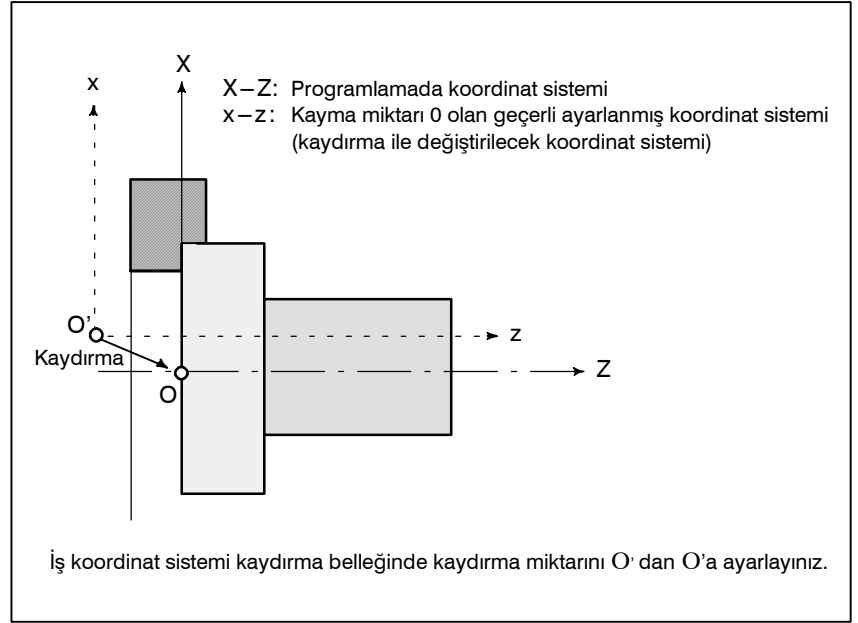 X
x
X–Z: Programlamada koordinat sistemi
x–z: Kayma miktarı 0 olan geçerli ayarlanmış koordinat sistemi
(kaydırma ile değiştirilecek koordinat sistemi)
O'
z
Kaydırma
Z
O
İş koordinat sistemi kaydırma belleğinde kaydırma miktarını O' dan O'a ayarlayınız.